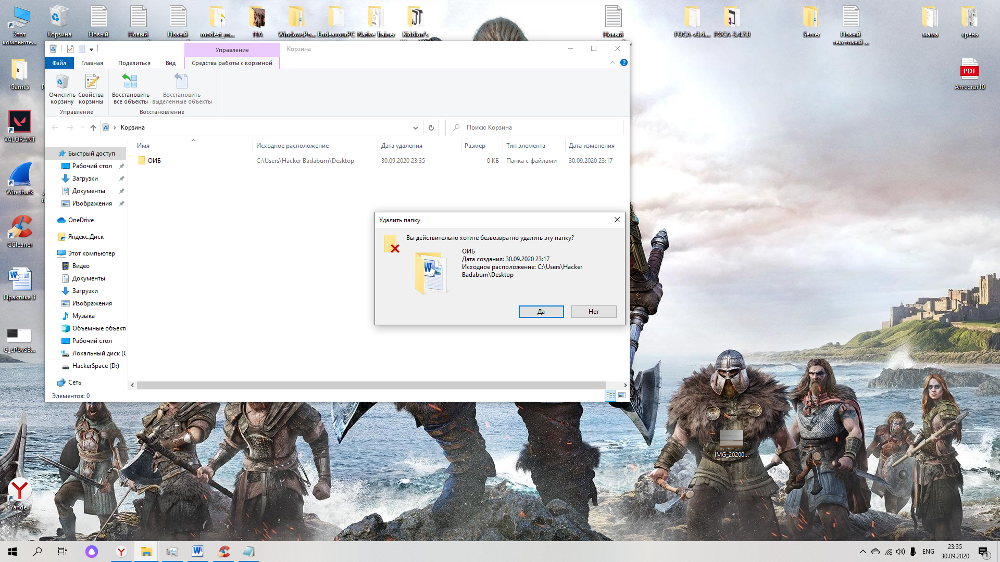 Этот компьюте...
Корзина
Новый
Новый
Новый
modest_m...
11A
WindowsPo...
EndeavourPC
Native Trainer
Kiddion's
Новый
FOCA-v3.4....
FOCA-3.4.7.0
Server
Новый текстовый ...
мама
хрень
Управление
Корзина
Файл
Главная
Поделиться
Вид
Средства работы с корзиной
Очистить корзину
Свойства корзины
Восстановить все объекты
Восстановить выделенные объекты
Управление
Восстановление
Корзина
Поиск: Корзина
Имя
Исходное расположение
Дата удаления
Размер
Тип элемента
Дата изменения
ОИБ
C:\Users\Hacker Badabum\Desktop
30.09.2020 23:35
0 КБ
Папка с файлами
30.09.2020 23:17
Быстрый доступ
Рабочий стол
Загрузки
Документы
Изображения
OneDrive
Яндекс.Диск
Этот компьютер
Видео
Документы
Загрузки
Изображения
Музыка
Объемные объекты
Рабочий стол
Локальный диск (C
HackerSpace (D:)
Сеть
Элементов: 0
Удалить папку
Вы действительно хотите безвозвратно удалить эту папку?
ОИБ
Дата создания: 30.09.2020 23:17
Исходное расположение: C:\Users\Hacker
Badabum\Desktop
Да
Нет
Games
VALORANT
Wireshark
CCleaner
Практика 3
G_cPbvSB...
Yandex
PDF
Аттестат10
IMG_20200...
ENG
23:35
30.09.2020
1